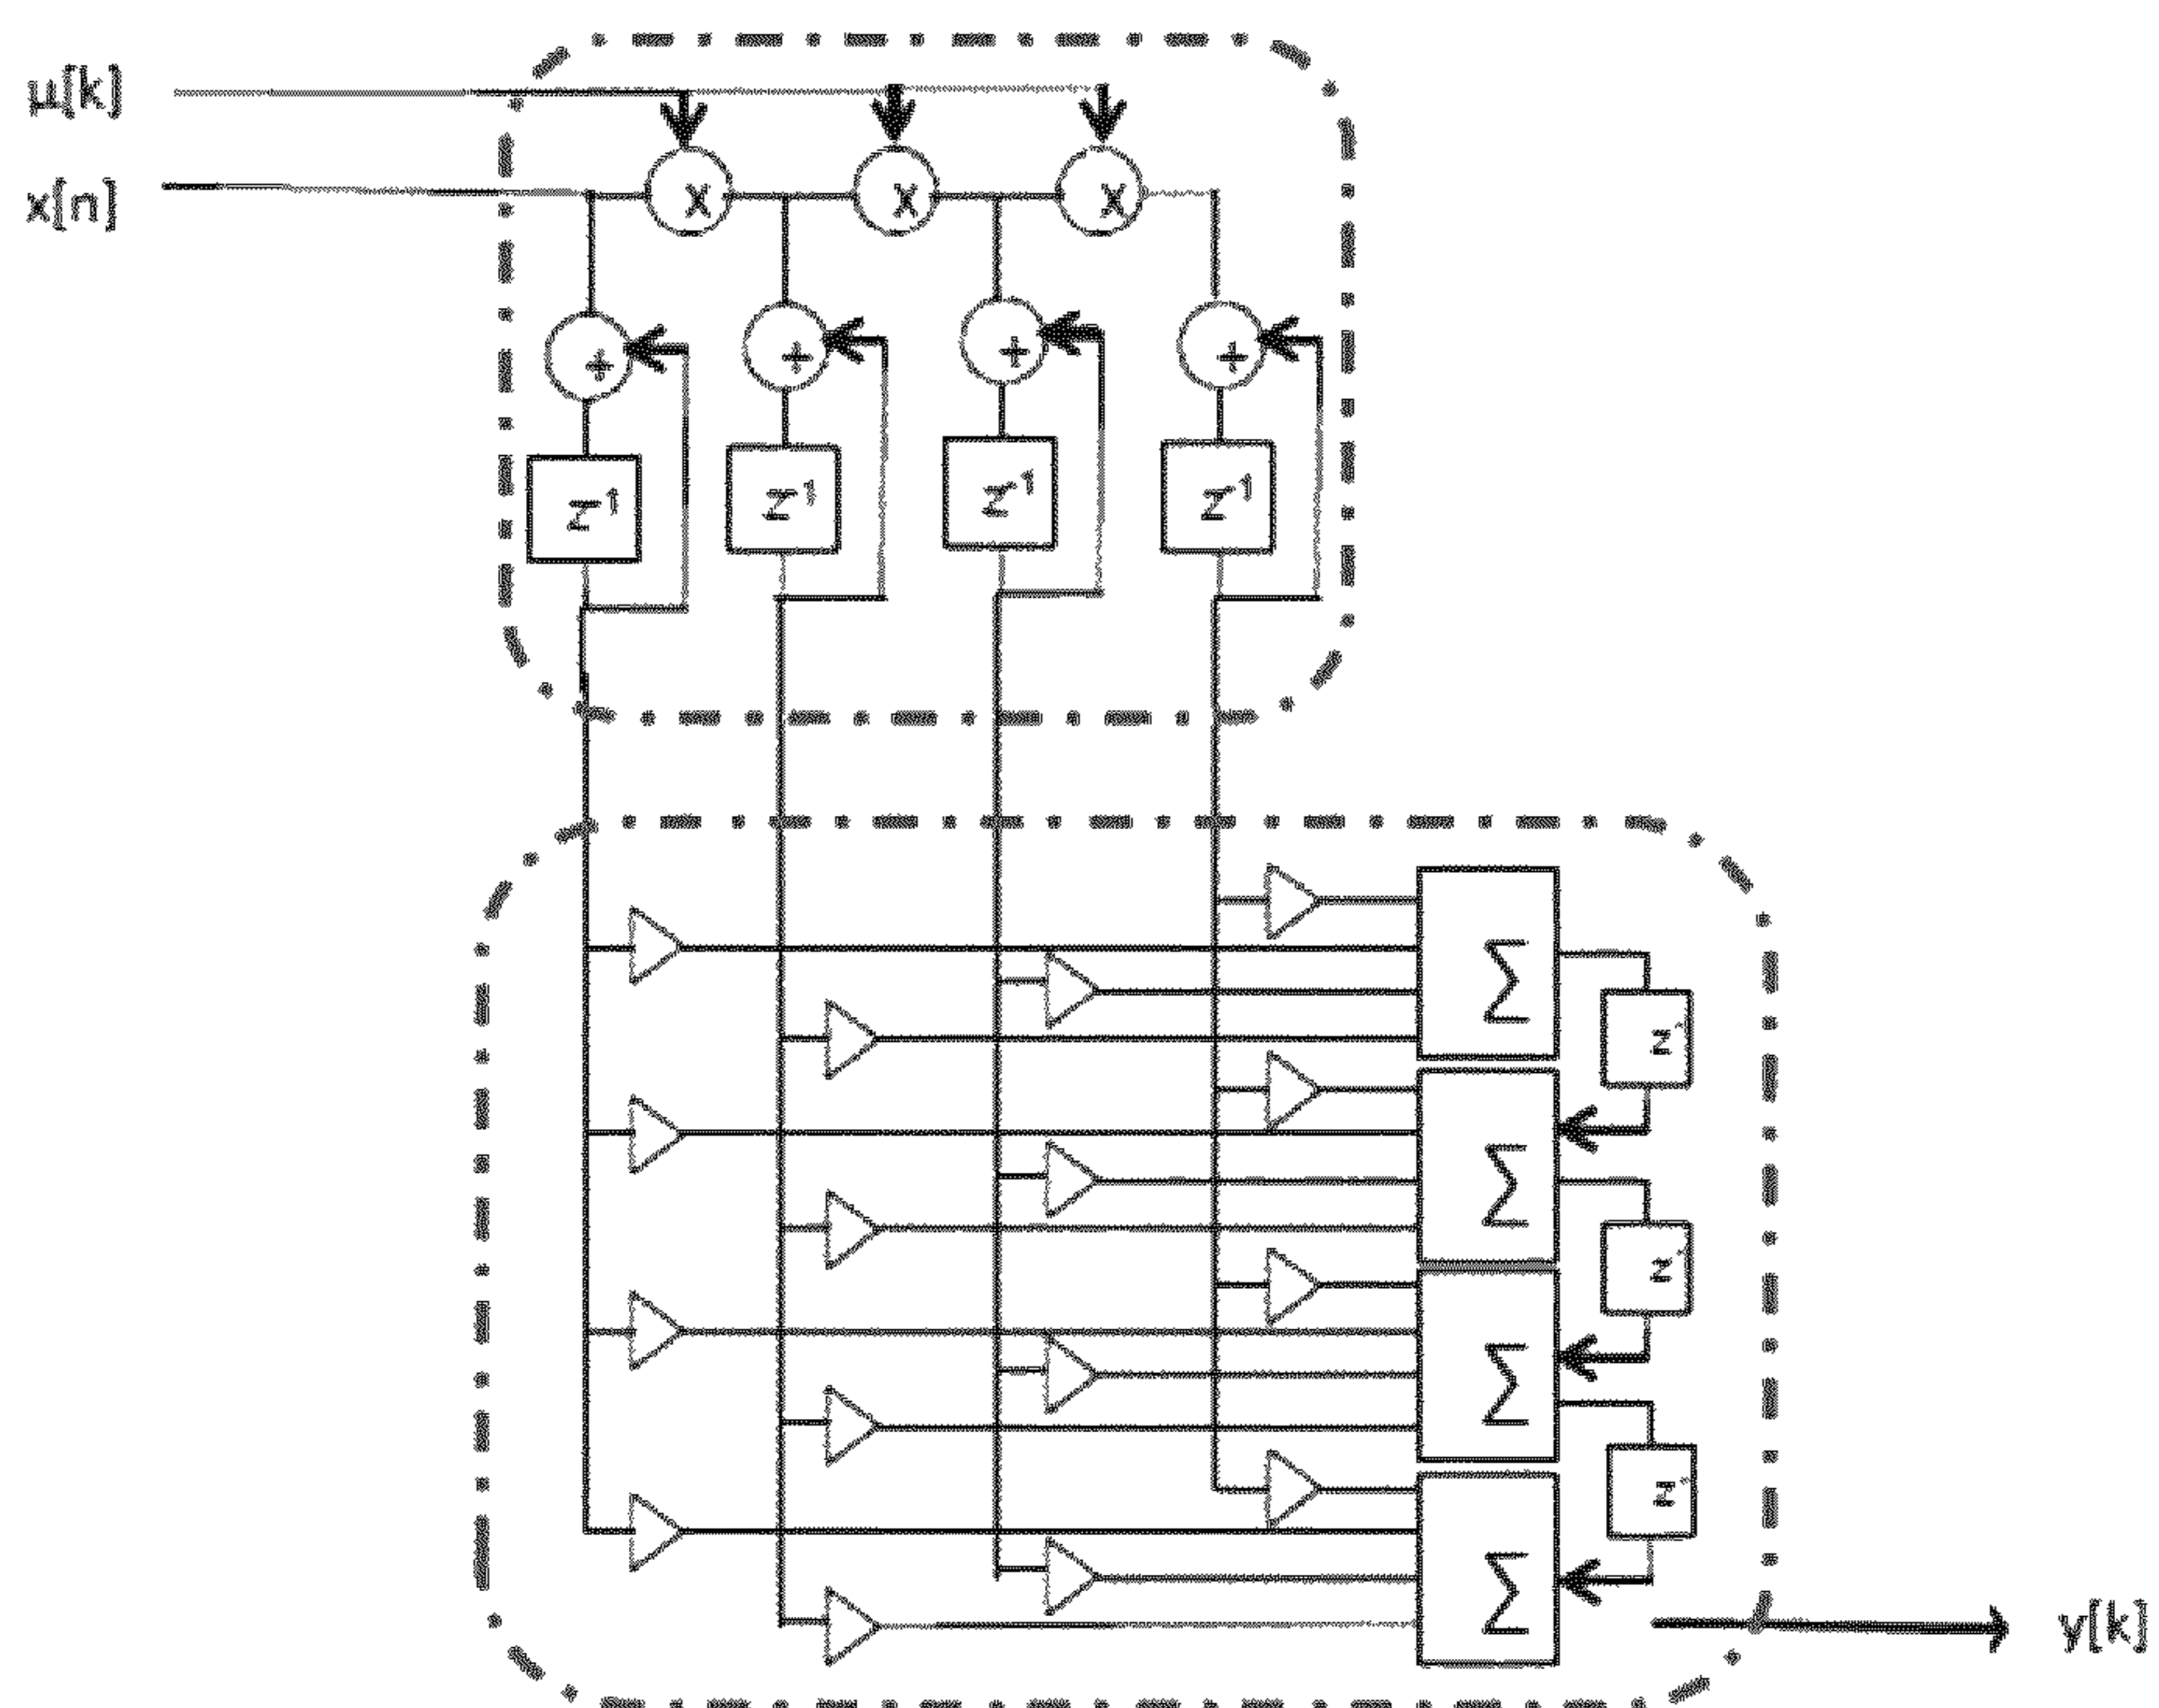 μ[k]
x[n]
x x x
+ + + +
z-1 z-1 z-1 z-1
∑
z
∑
z
∑
z
∑
y[k]